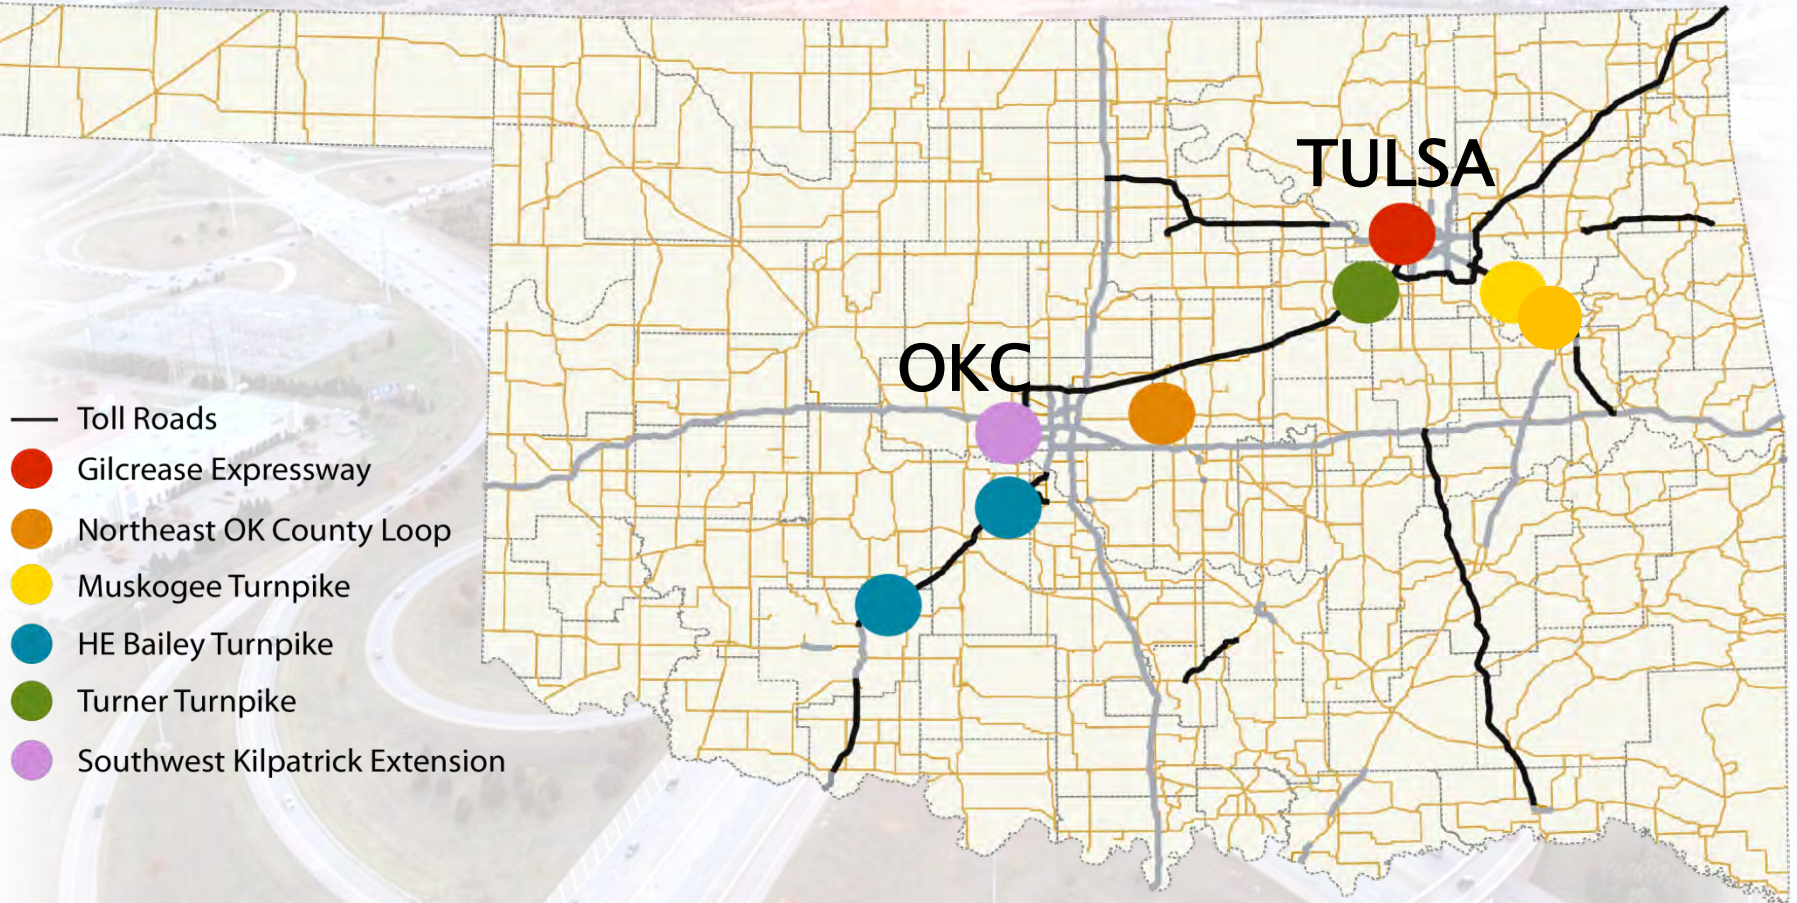 TULSA
OKC
Toll Roads
Gilcrease Expressway
Northeast OK County Loop
Muskogee Turnpike
HE Bailey Turnpike
Turner Turnpike
Southwest Kilpatrick Extension